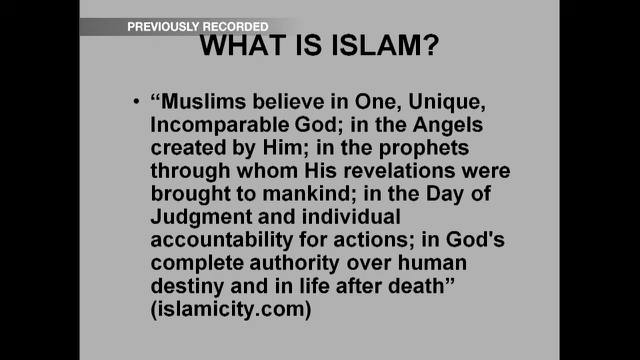 PREVIOUSLY RECORDED
WHAT IS ISLAM?
• “Muslims believe in One, Unique,
Incomparable God; in the Angels
created by Him; in the prophets
through whom His revelations were
brought to mankind; in the Day of
Judgment and individual
accountability for actions; in God's
complete authority over human
destiny and in life after death”
(islamicity.com)